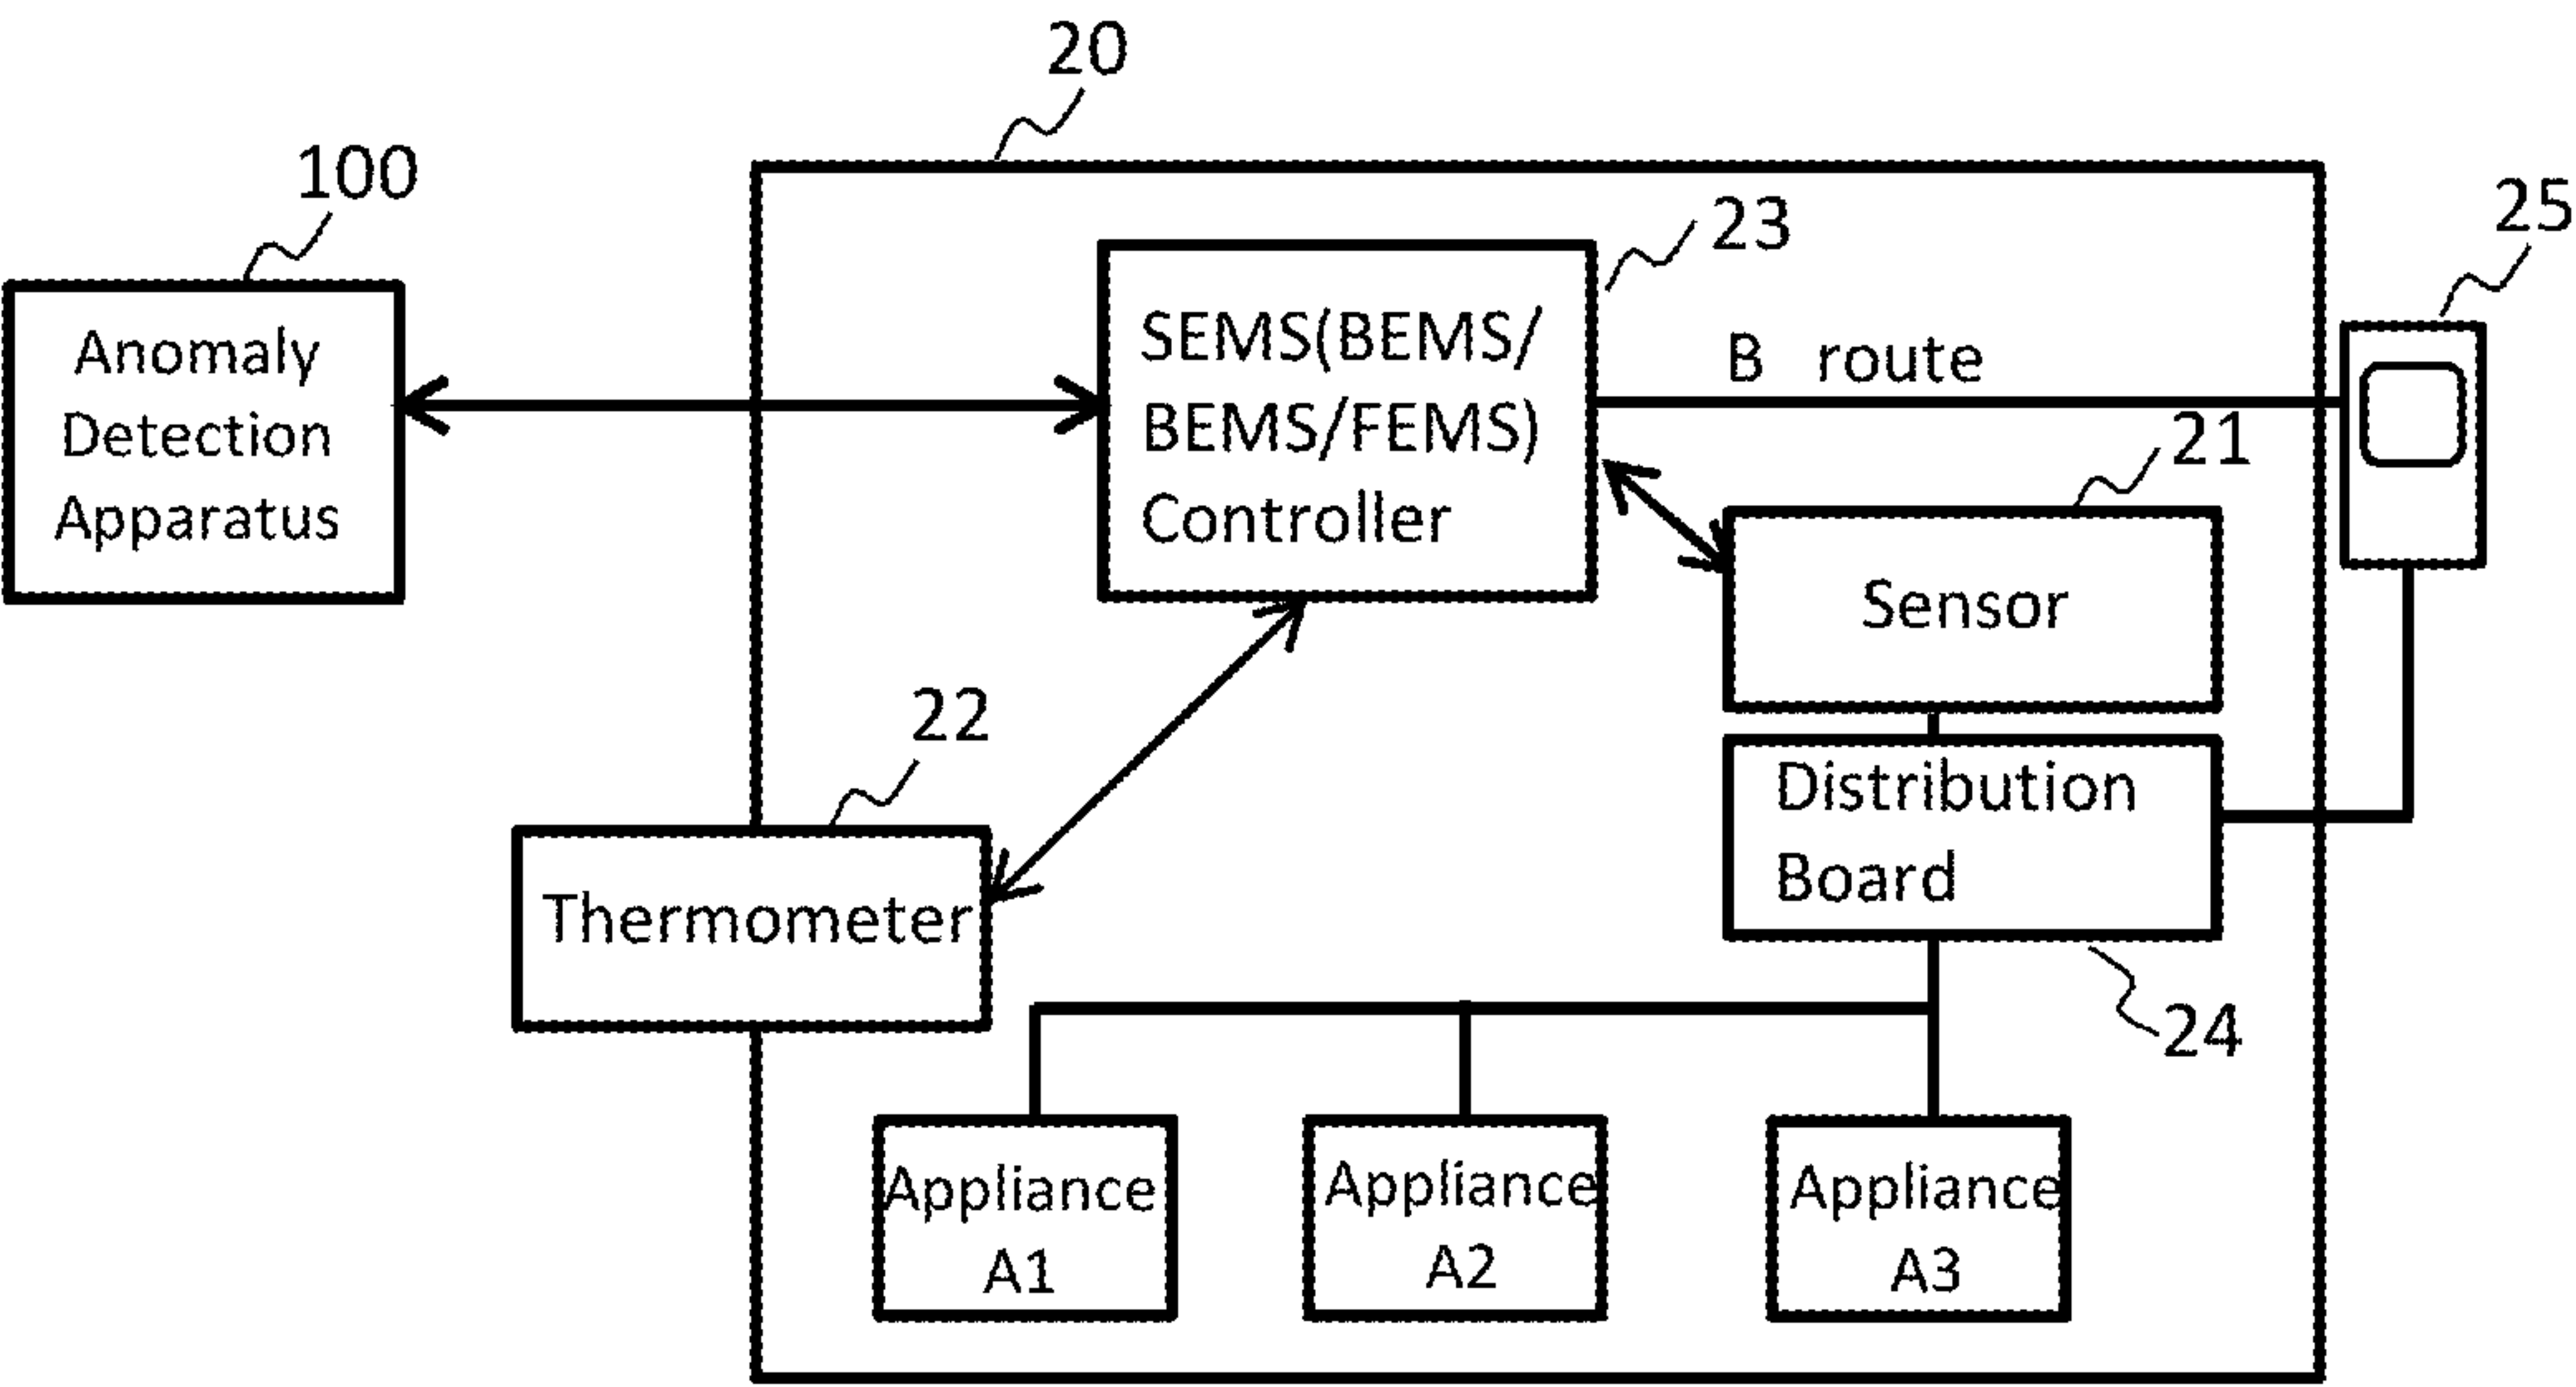 20
100
23
25
Anomaly
Detection
Apparatus
SEMS(BEMS/
BEMS/FEMS)
Controller
B route
21
Sensor
22
Thermometer
Distribution
Board
24
Appliance
A1
Appliance
A2
Appliance
A3